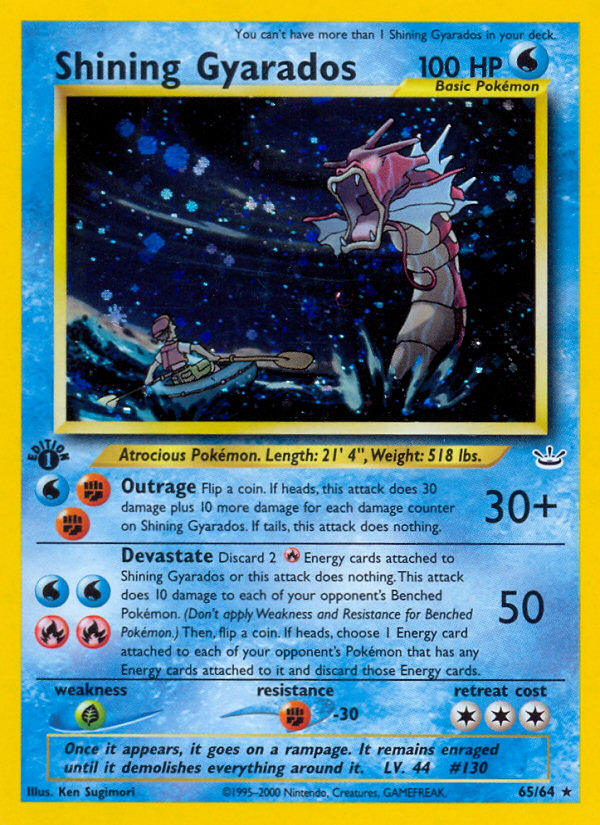 You can't have more than 1 Shining Gyarados in your deck.
Shining Gyarados 100 HP
Basic Pokémon
EDITION
1
Atrocious Pokémon. Length: 21' 4", Weight: 518 lbs.
Outrage Flip a coin. If heads, this attack does 30
damage plus 10 more damage for each damage counter
on Shining Gyarados. If tails, this attack does nothing.
30+
Devastate Discard 2 Energy cards attached to
Shining Gyarados or this attack does nothing. This attack
does 10 damage to each of your opponent's Benched
Pokémon. (Don't apply Weakness and Resistance for Benched
Pokémon.) Then, flip a coin. If heads, choose 1 Energy card
attached to each of your opponent's Pokémon that has any
Energy cards attached to it and discard those Energy cards.
50
weakness resistance retreat cost
-30
Once it appears, it goes on a rampage. It remains enraged
until it demolishes everything around it. LV. 44 #130
Illus. Ken Sugimori ©1995-2000 Nintendo, Creatures, GAMEFREAK. 65/64 ★